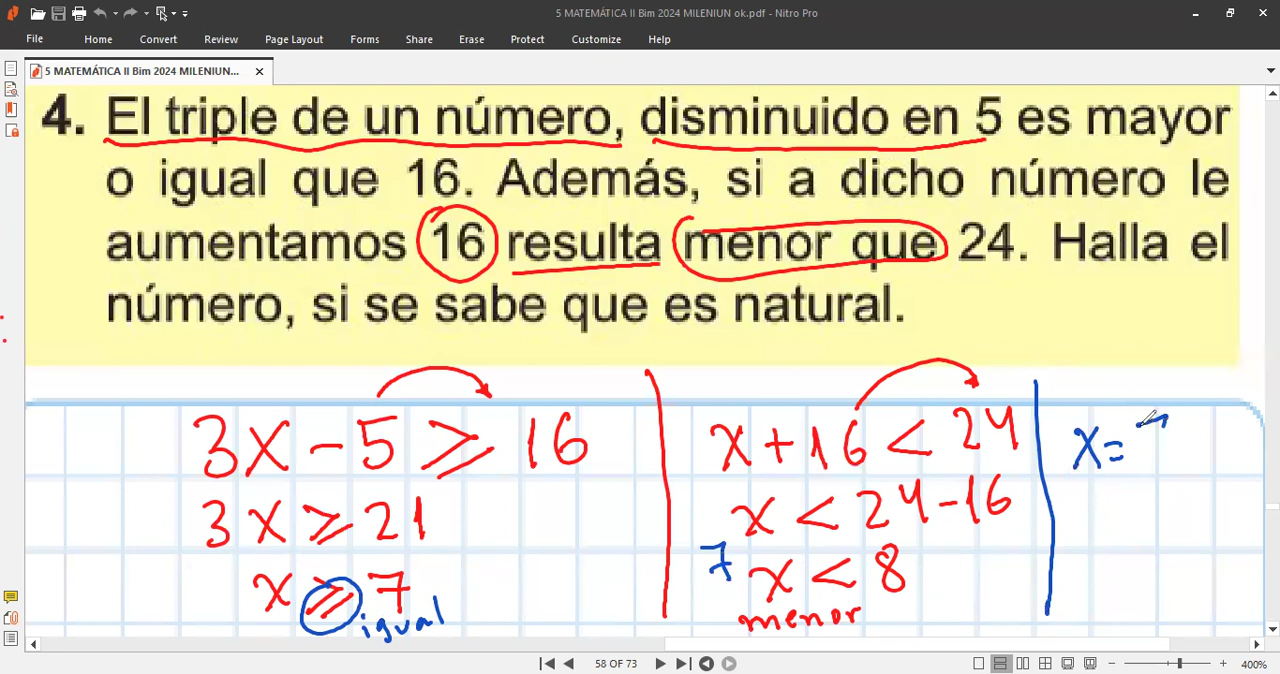 5 MATEMÁTICA II Bim 2024 MILENIUN ok.pdf - Nitro Pro
File Home Convert Review Page Layout Forms Share Erase Protect Customize Help
5 MATEMÁTICA II Bim 2024 MILENIUN...
4. El triple de un número, disminuido en 5 es mayor
o igual que 16. Además, si a dicho número le
aumentamos 16 resulta menor que 24. Halla el
número, si se sabe que es natural.
3x - 5 ≥ 16
3x ≥ 21
x ≥ 7
igual
x + 16 < 24
x < 24 - 16
7 x < 8
menor
x = 7
58 OF 73
400%